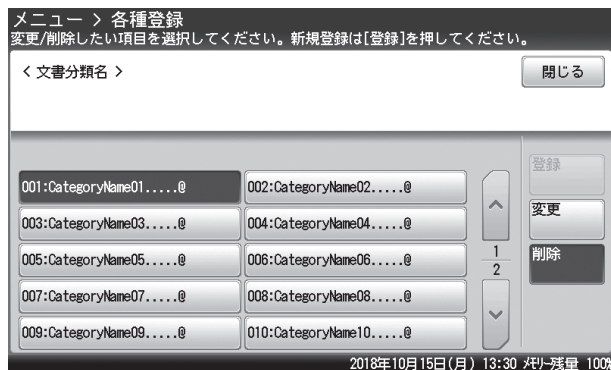 メニュー > 各種登録
変更/削除したい項目を選択してください。新規登録は[登録]を押してください。
< 文書分類名 >
閉じる
登録
001:CategoryName01.....@
002:CategoryName02.....@
変更
003:CategoryName03.....@
004:CategoryName04.....@
削除
005:CategoryName05.....@
006:CategoryName06.....@
1
2
007:CategoryName07.....@
008:CategoryName08.....@
009:CategoryName09.....@
010:CategoryName10.....@
2018年10月15日(月) 13:30 メモリー残量 100%